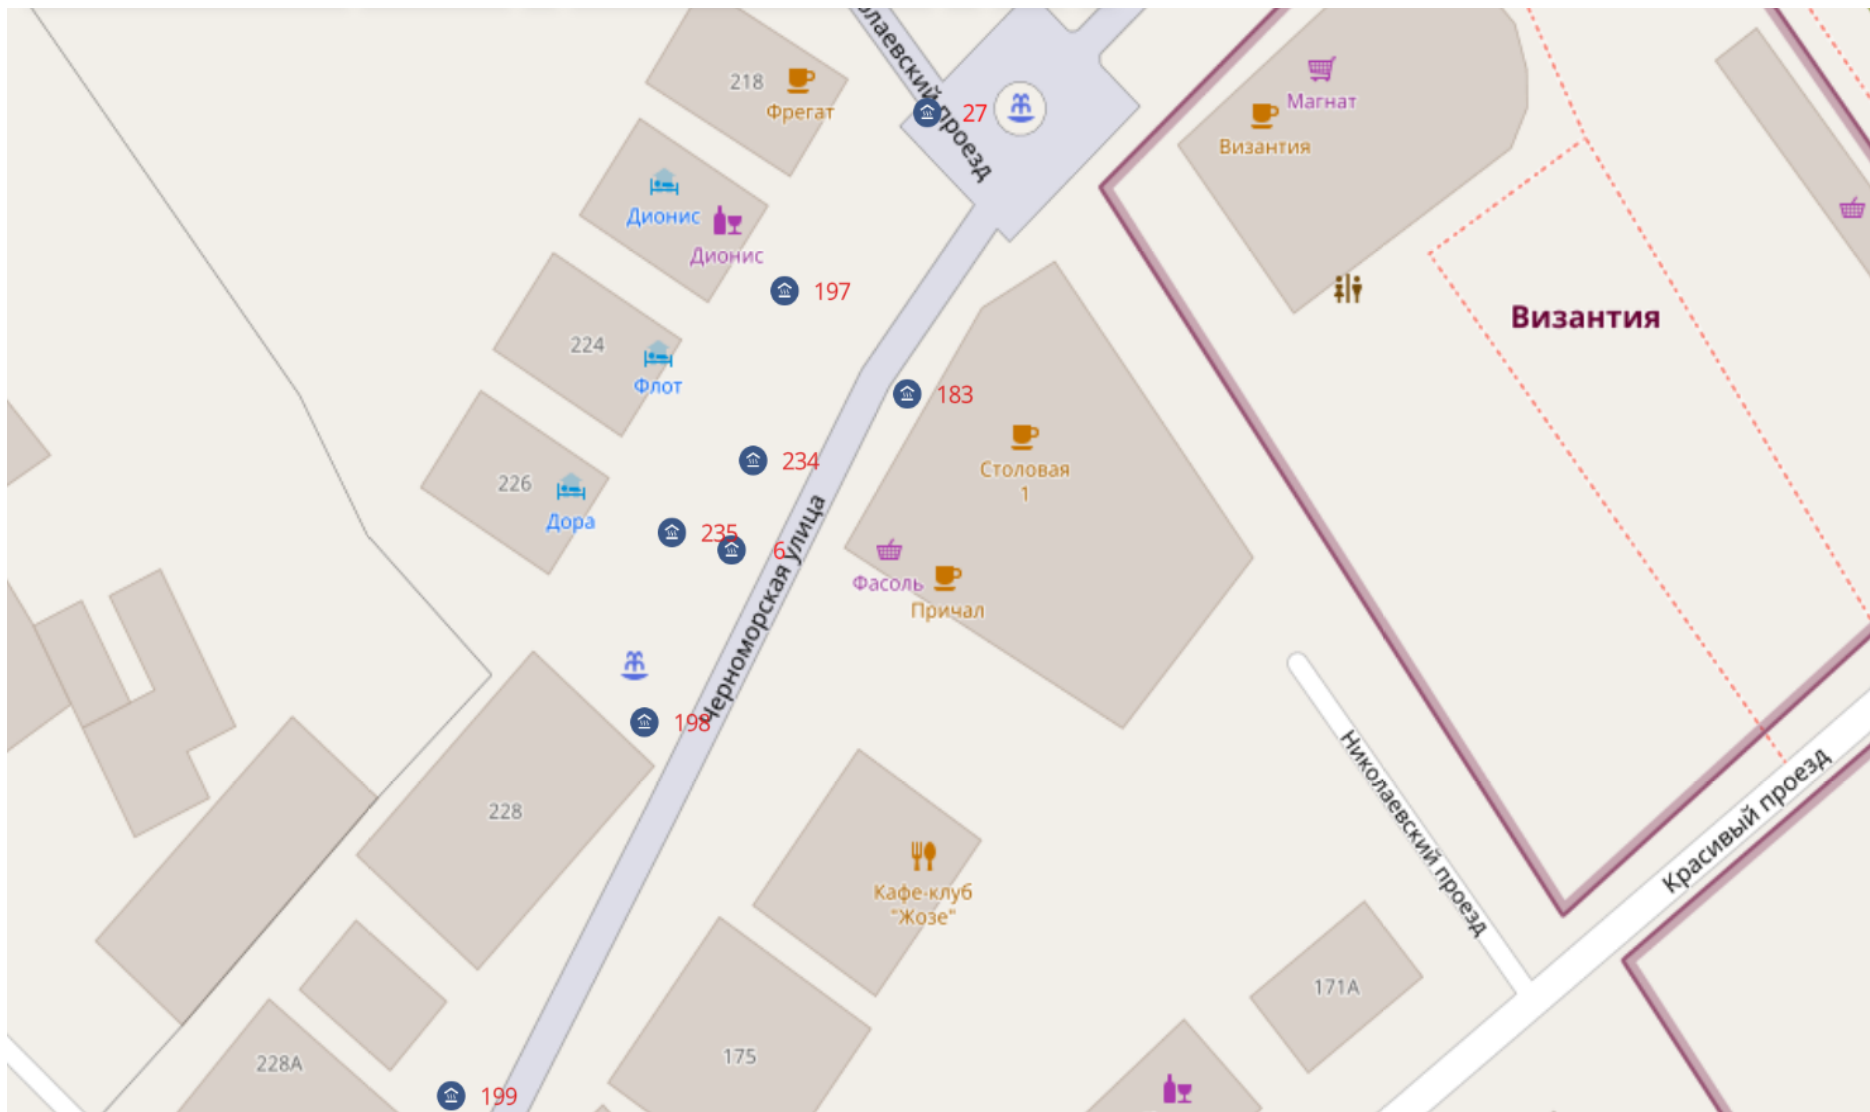 олаевский проезд
218
Фрегат
27
Магнат
Византия
Дионис
Дионис
197
Византия
224
Флот
183
Столовая
1
234
226
Дора
235
6
Черноморская улица
Фасоль
Причал
198
228
Николаевский проезд
Красивый проезд
Кафе-клуб
"Жозе"
171А
175
228А
199